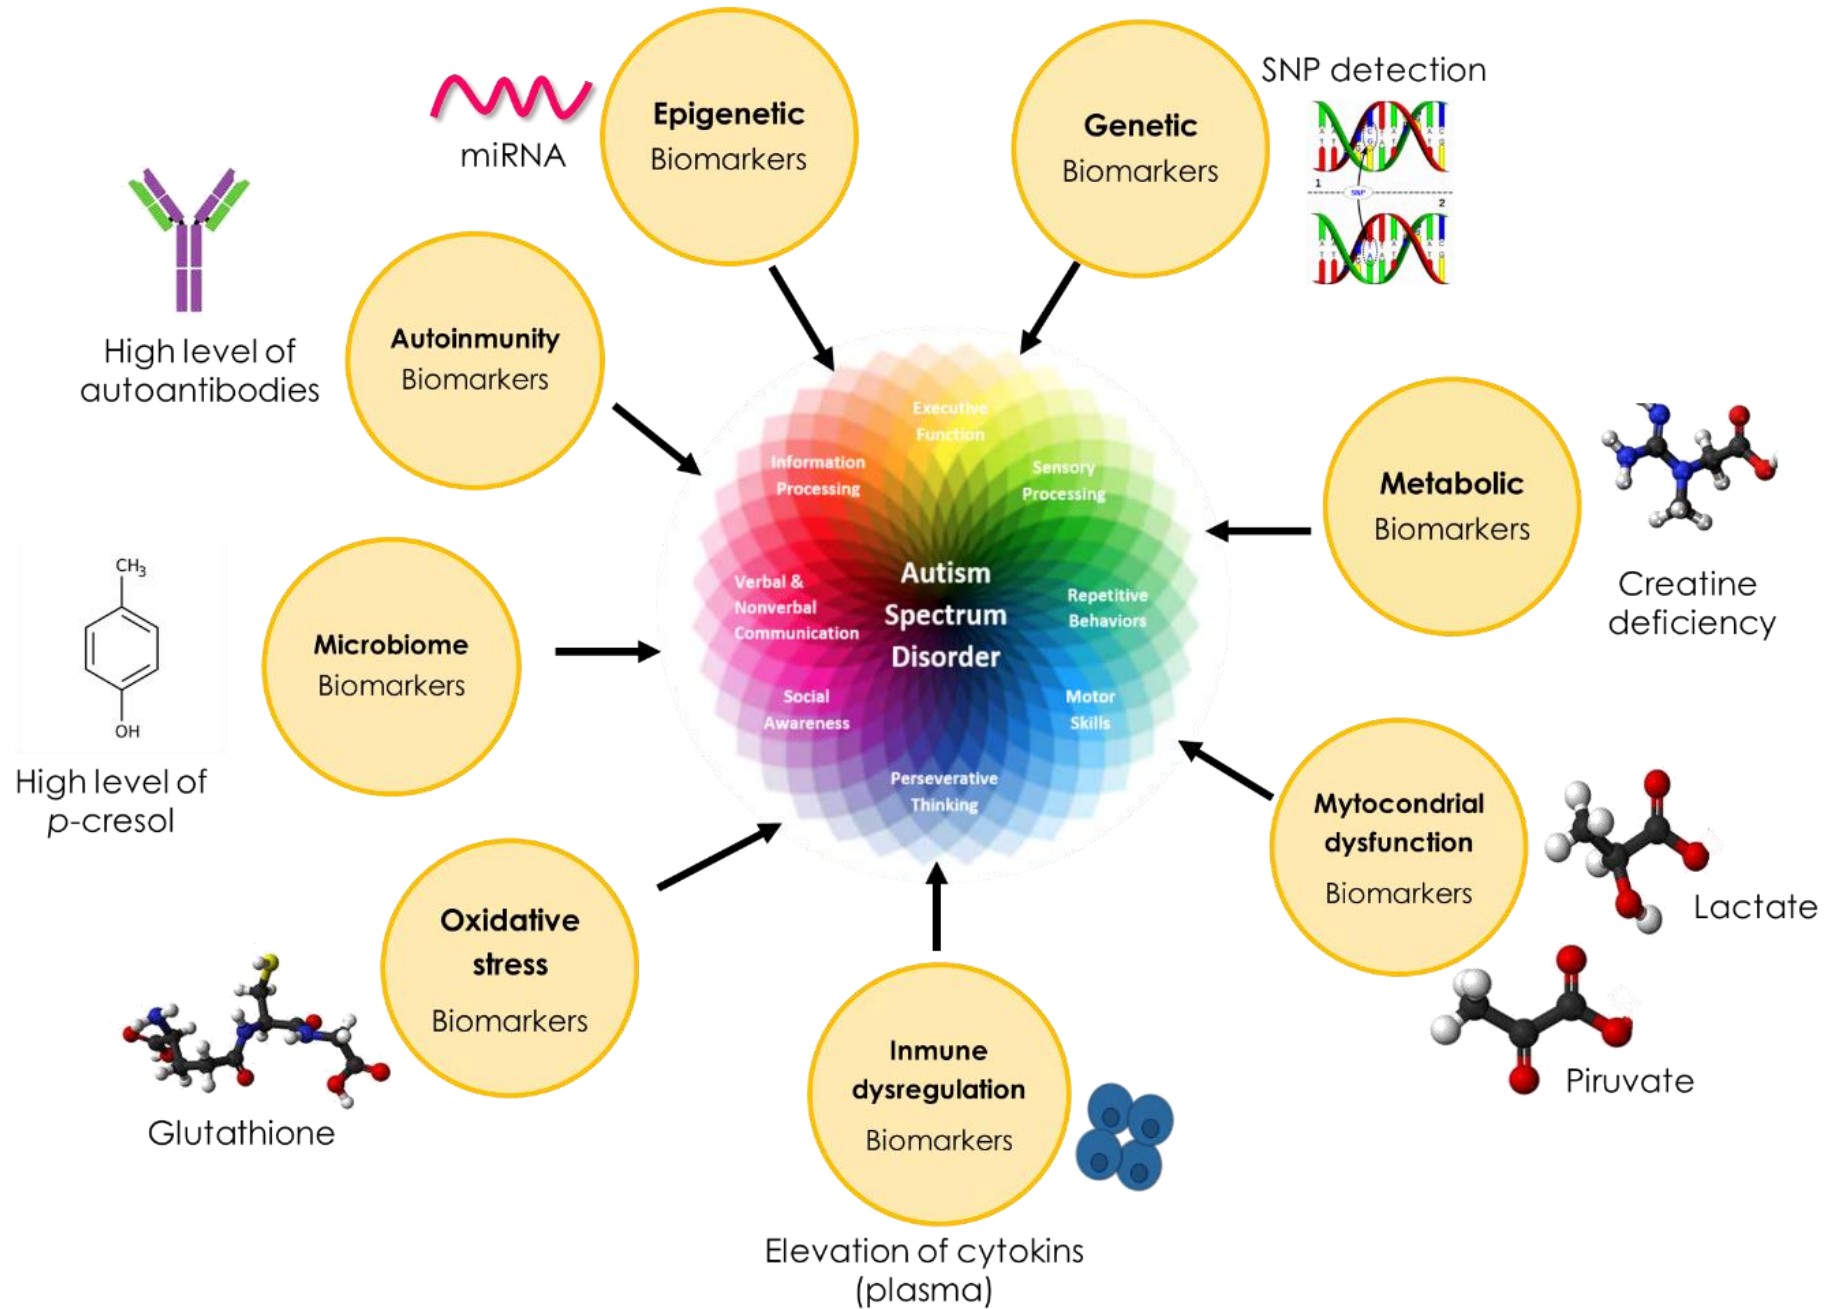 Epigenetic
Biomarkers
miRNA
Genetic
Biomarkers
SNP detection
1
SNP
2
Autoinmunity
Biomarkers
High level of
autoantibodies
Metabolic
Biomarkers
Creatine
deficiency
Microbiome
Biomarkers
CH3
OH
High level of
p-cresol
Executive
Function
Information
Processing
Sensory
Processing
Autism
Spectrum
Disorder
Verbal &
Nonverbal
Communication
Repetitive
Behaviors
Social
Awareness
Motor
Skills
Perseverative
Thinking
Mytocondrial
dysfunction
Biomarkers
Lactate
Piruvate
Oxidative
stress
Biomarkers
Glutathione
Inmune
dysregulation
Biomarkers
Elevation of cytokins
(plasma)